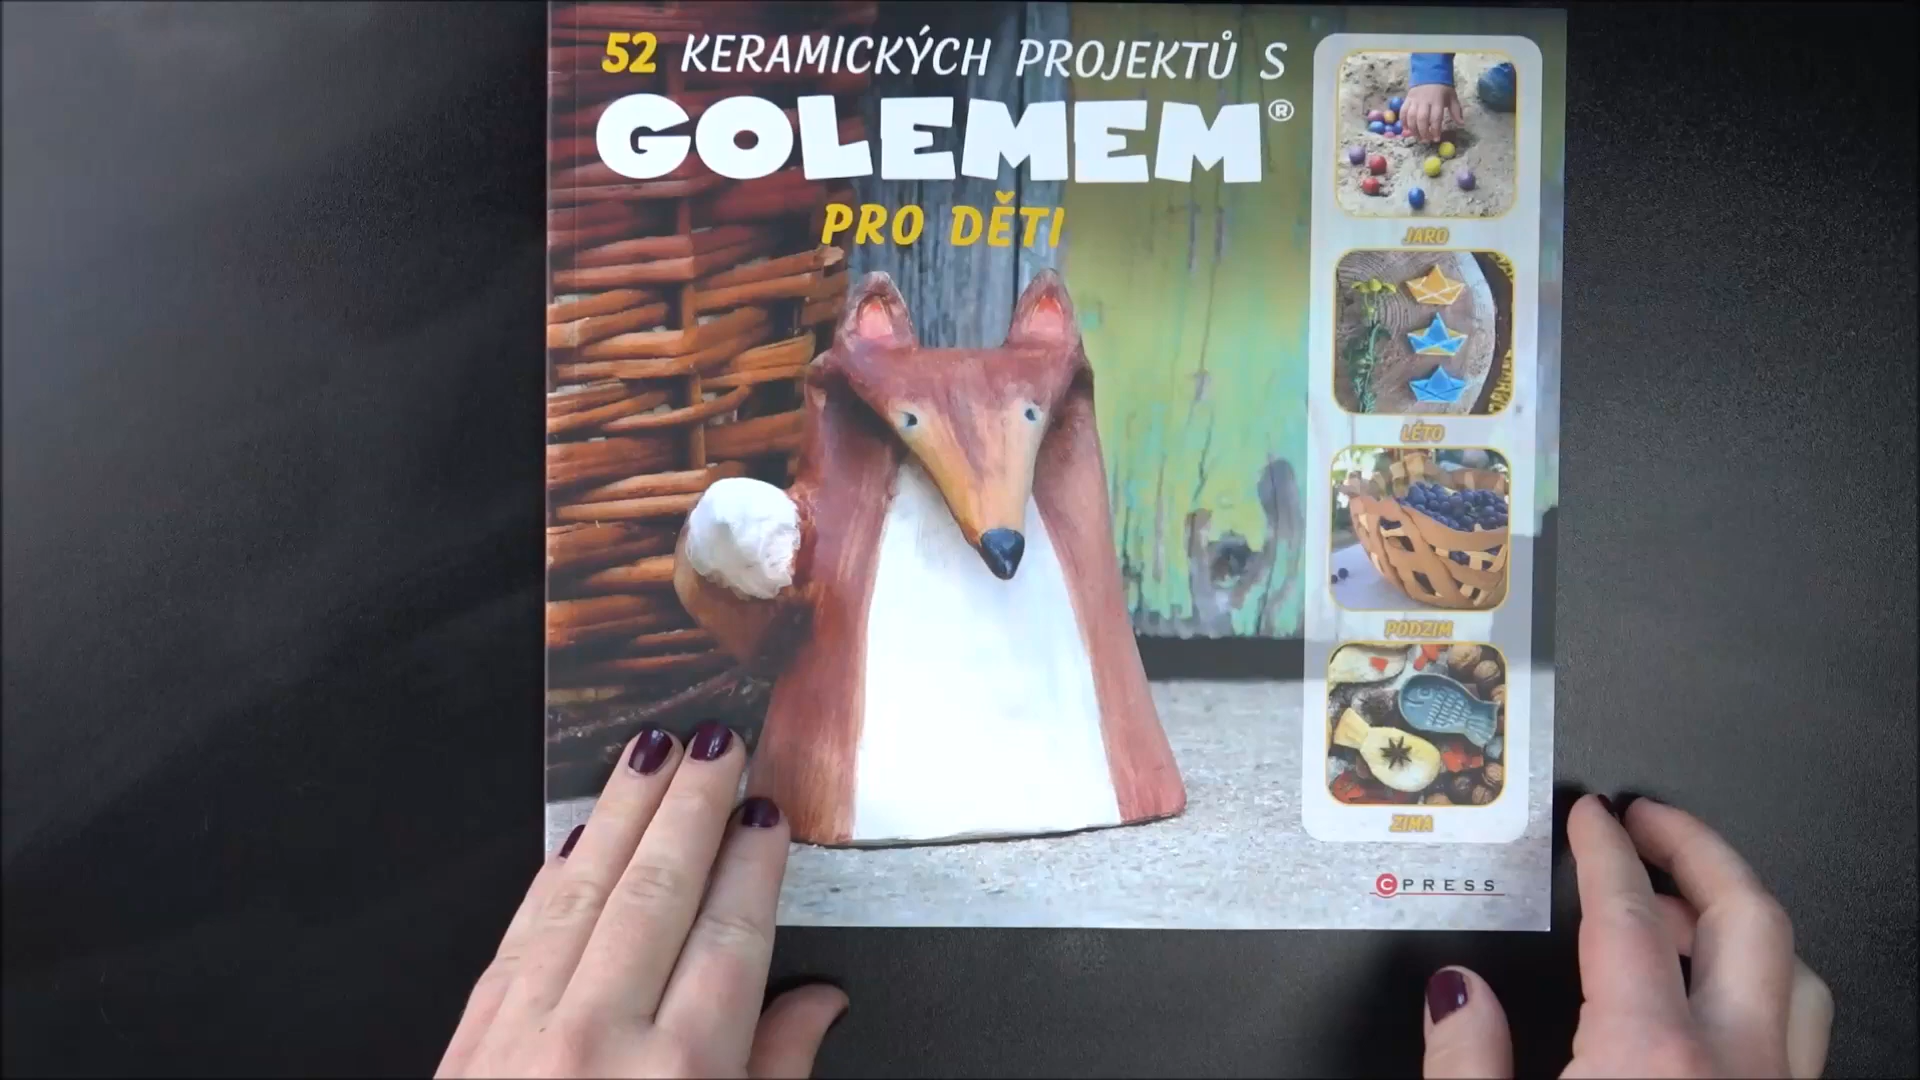 52 KERAMICKÝCH PROJEKTŮ S
GOLEMEM®
PRO DĚTI
JARO
LÉTO
PODZIM
ZIMA
CPRESS